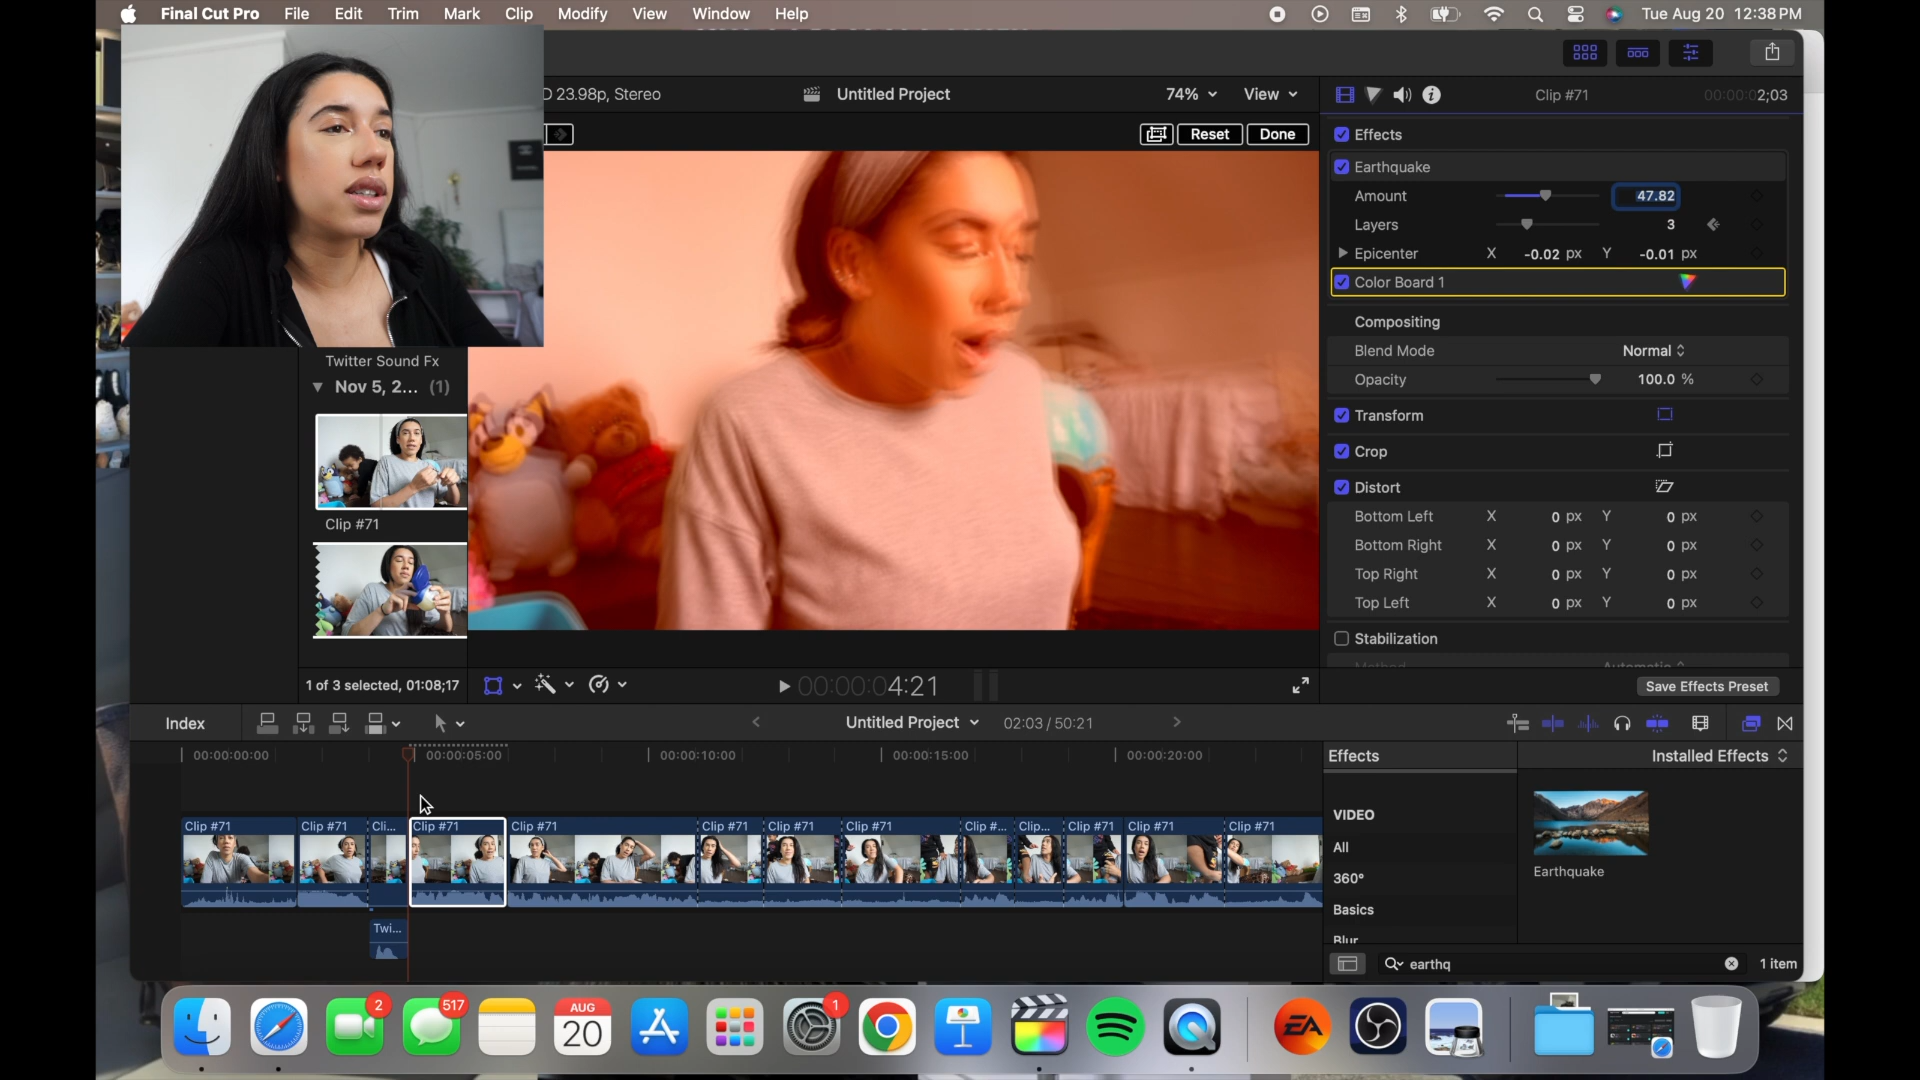 Final Cut Pro File Edit Trim Mark Clip Modify View Window Help Tue Aug 20 12:38 PM
D 23.98p, Stereo Untitled Project 74% View Clip #71 00:00:02;03
Reset Done
Effects
Earthquake
Amount 47.82
Layers 3
Epicenter X -0.02 px Y -0.01 px
Color Board 1
Compositing
Blend Mode Normal
Opacity 100.0 %
Transform
Crop
Distort
Bottom Left X 0 px Y 0 px
Bottom Right X 0 px Y 0 px
Top Right X 0 px Y 0 px
Top Left X 0 px Y 0 px
Stabilization
Twitter Sound Fx
Nov 5, 2... (1)
Clip #71
1 of 3 selected, 01:08;17
00:00:04:21
Save Effects Preset
Index Untitled Project 02:03 / 50:21
00:00:00:00 00:00:05:00 00:00:10:00 00:00:15:00 00:00:20:00
Clip #71 Clip #71 Cli... Clip #71 Clip #71 Clip #71 Clip #71 Clip #71 Clip #... Clip... Clip #71 Clip #71 Clip #71
Twi...
Effects Installed Effects
VIDEO
All
360°
Basics
Blur
Earthquake
earthq 1 item
2 517 AUG 20 1 EA